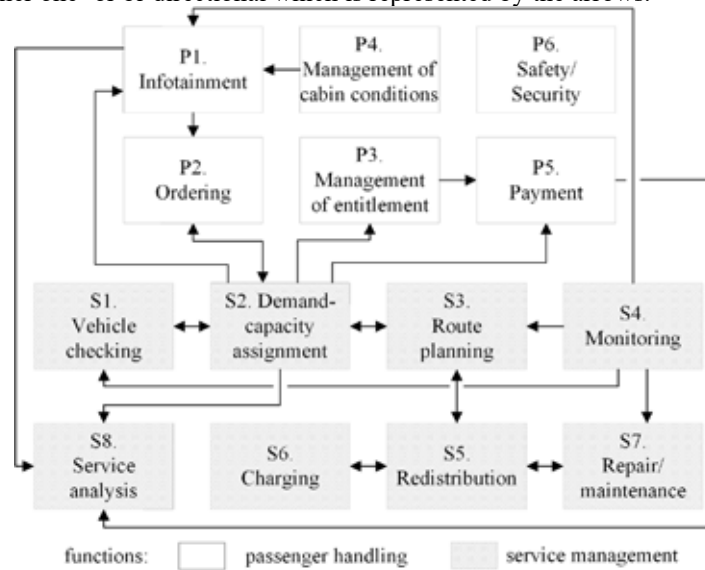 P1.
Infotainment
P4.
Management of
cabin conditions
P6.
Safety/
Security
P2.
Ordering
P3.
Management
of entitlement
P5.
Payment
S1.
Vehicle
checking
S2. Demand-
capacity
assignment
S3.
Route
planning
S4.
Monitoring
S8.
Service
analysis
S6.
Charging
S5.
Redistribution
S7.
Repair/
maintenance
functions:
passenger handling
service management